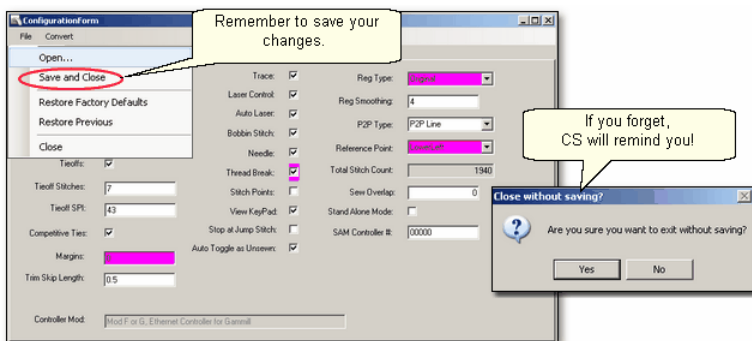 ConfigurationForm
File Convert
Remember to save your
changes.
Open...
Save and Close
Restore Factory Defaults
Restore Previous
Close
Tieoffs:
Tieoff Stitches: 7
Tieoff SPI: 43
Competitive Ties:
Margins:
Trim Skip Length: 0.5
Controller Mod: Mod F or G, Ethernet Controller for Gammill
Trace:
Laser Control:
Auto Laser:
Bobbin Stitch:
Needle:
Thread Break:
Stitch Points:
View KeyPad:
Stop at Jump Stitch:
Auto Toggle as Unsewn:
Reg Type:
Reg Smoothing: 4
P2P Type: P2P Line
Reference Point:
Total Stitch Count: 1940
Sew Overlap: 0
Stand Alone Mode:
SAM Controller #: 00000
If you forget,
CS will remind you!
Close without saving?
Are you sure you want to exit without saving?
Yes No